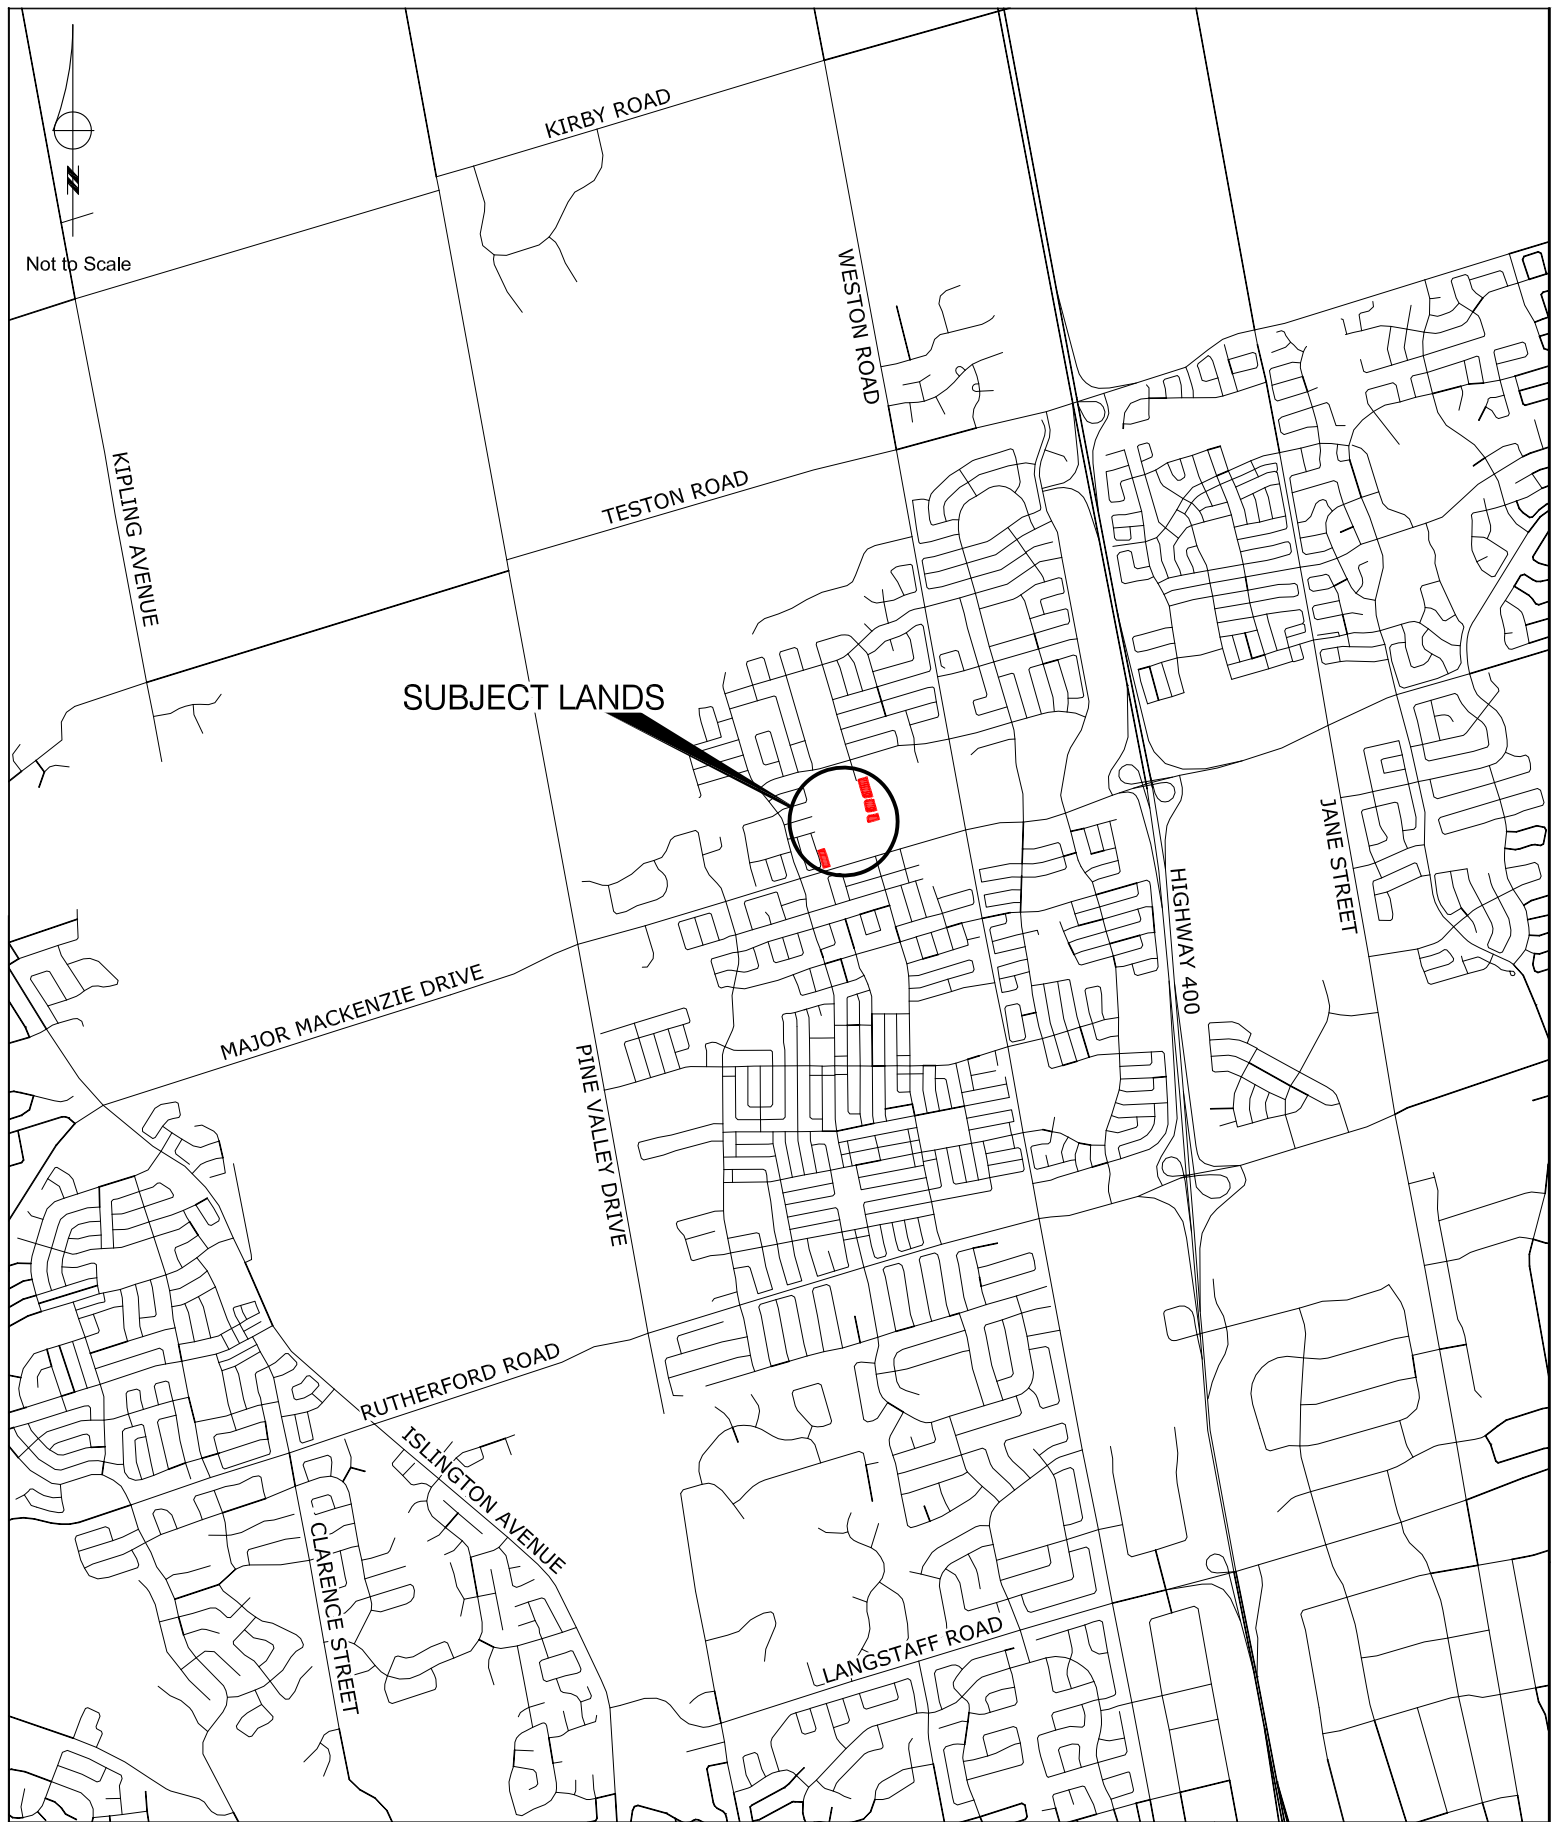 KIRBY ROAD
N
Not to Scale
WESTON ROAD
KIPLING AVENUE
TESTON ROAD
SUBJECT LANDS
JANE STREET
HIGHWAY 400
MAJOR MACKENZIE DRIVE
PINE VALLEY DRIVE
RUTHERFORD ROAD
ISLINGTON AVENUE
CLARENCE STREET
LANGSTAFF ROAD